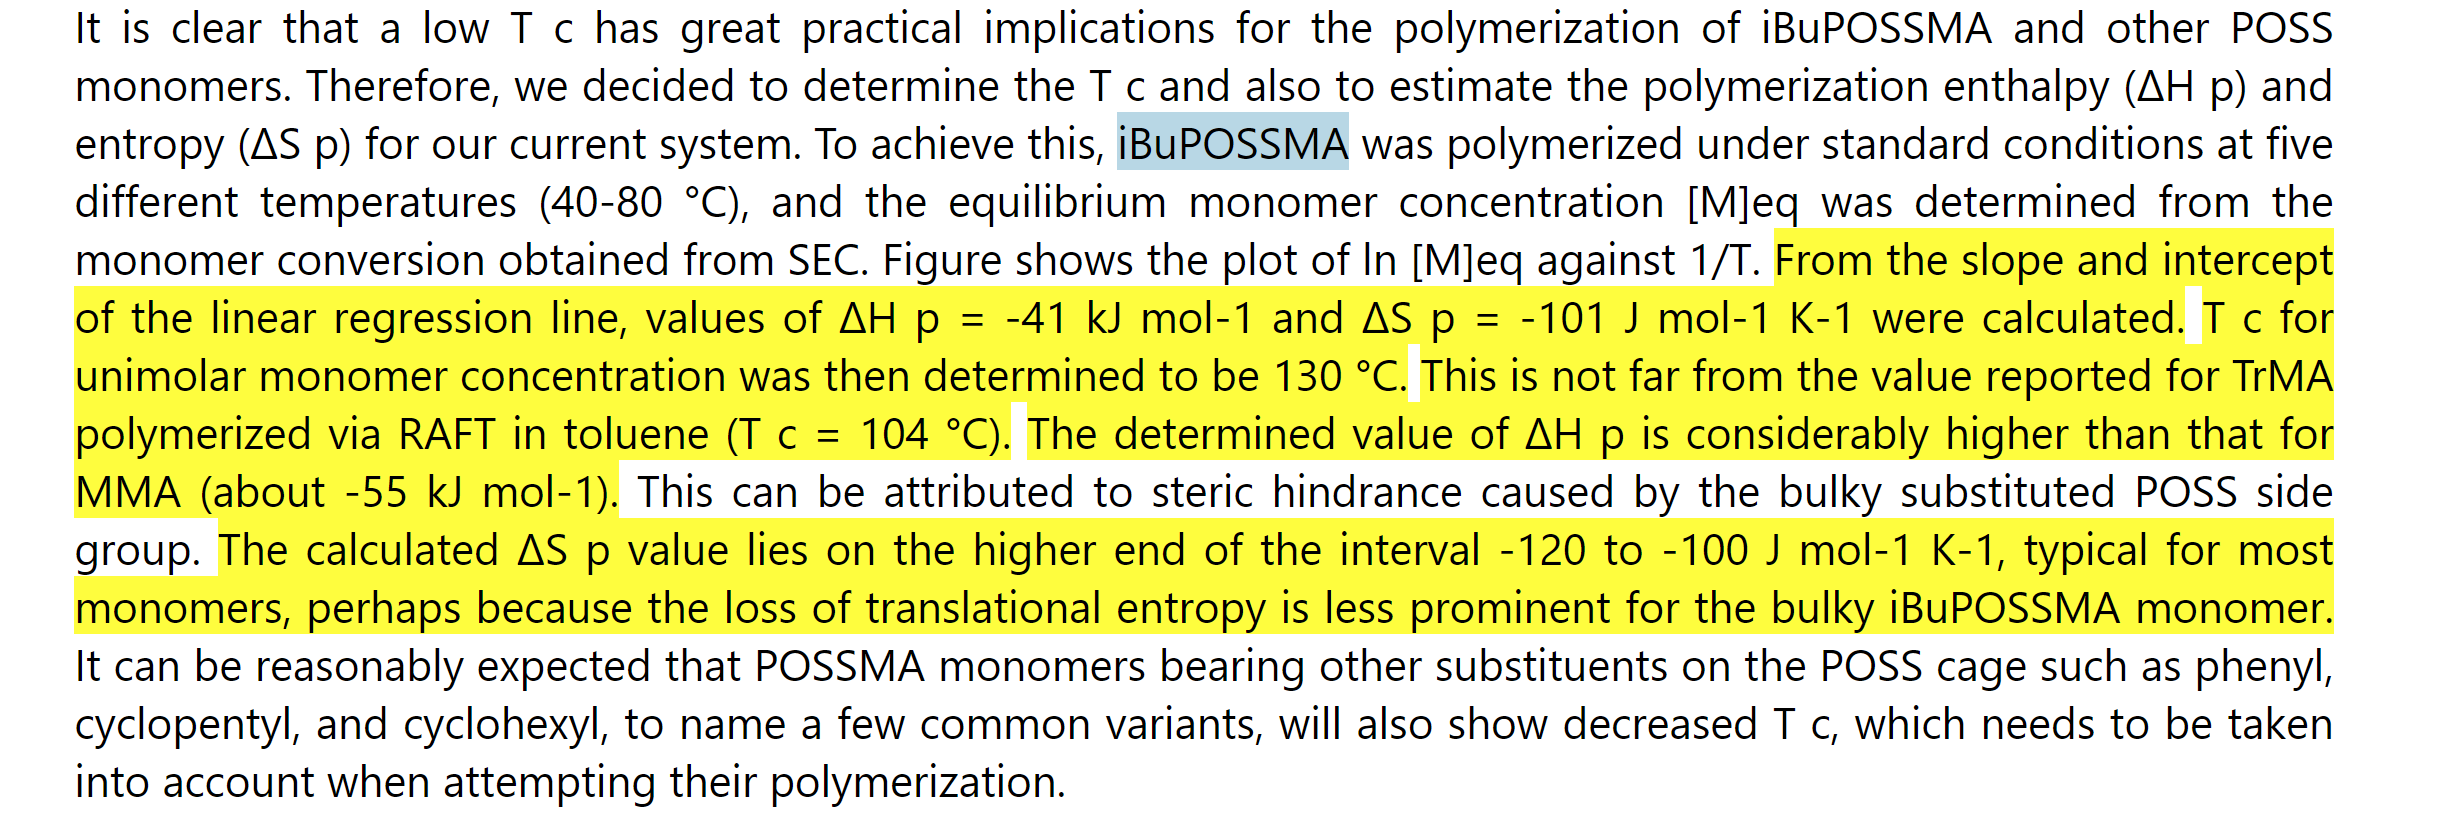 It is clear that a low T c has great practical implications for the polymerization of iBuPOSSMA and other POSS
monomers. Therefore, we decided to determine the T c and also to estimate the polymerization enthalpy (ΔH p) and
entropy (ΔS p) for our current system. To achieve this, iBuPOSSMA was polymerized under standard conditions at five
different temperatures (40-80 °C), and the equilibrium monomer concentration [M]eq was determined from the
monomer conversion obtained from SEC. Figure shows the plot of ln [M]eq against 1/T. From the slope and intercept
of the linear regression line, values of ΔH p = -41 kJ mol-1 and ΔS p = -101 J mol-1 K-1 were calculated. T c for
unimolar monomer concentration was then determined to be 130 °C. This is not far from the value reported for TrMA
polymerized via RAFT in toluene (T c = 104 °C). The determined value of ΔH p is considerably higher than that for
MMA (about -55 kJ mol-1). This can be attributed to steric hindrance caused by the bulky substituted POSS side
group. The calculated ΔS p value lies on the higher end of the interval -120 to -100 J mol-1 K-1, typical for most
monomers, perhaps because the loss of translational entropy is less prominent for the bulky iBuPOSSMA monomer.
It can be reasonably expected that POSSMA monomers bearing other substituents on the POSS cage such as phenyl,
cyclopentyl, and cyclohexyl, to name a few common variants, will also show decreased T c, which needs to be taken
into account when attempting their polymerization.